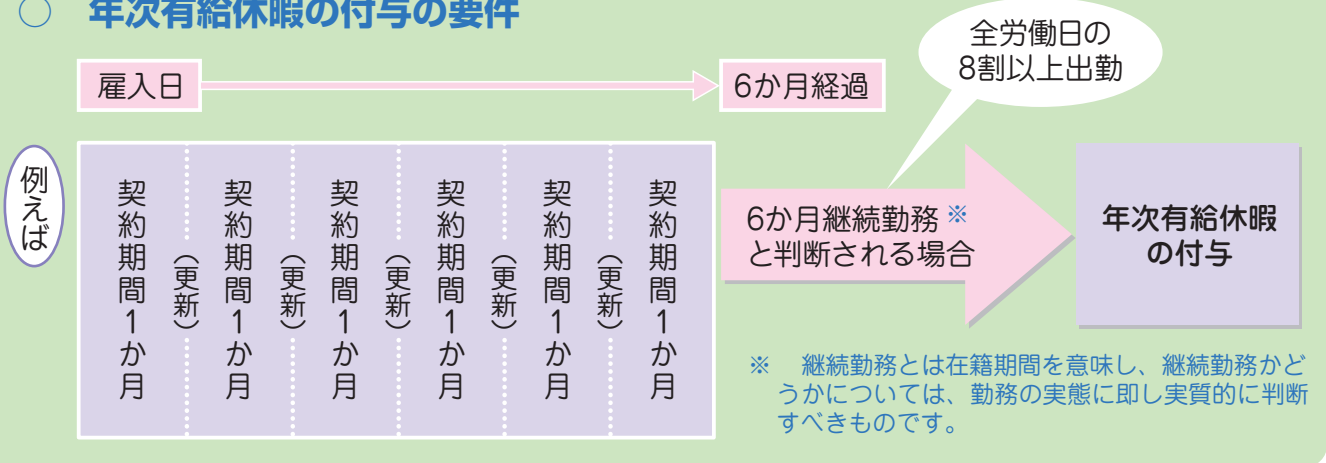 ○　年次有給休暇の付与の要件
雇入日
6か月経過
全労働日の
8割以上出勤
例えば
契約期間1か月
（更新）
契約期間1か月
（更新）
契約期間1か月
（更新）
契約期間1か月
（更新）
契約期間1か月
（更新）
契約期間1か月
6か月継続勤務※
と判断される場合
年次有給休暇
の付与
※　継続勤務とは在籍期間を意味し、継続勤務かど
うかについては、勤務の実態に即し実質的に判断
すべきものです。